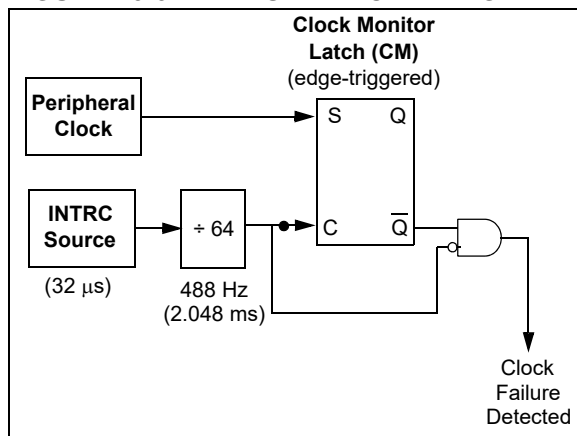 Clock Monitor
Latch (CM)
(edge-triggered)
Peripheral
Clock
S Q
INTRC
Source
÷ 64
C Q̅
(32 μs)
488 Hz
(2.048 ms)
Clock
Failure
Detected